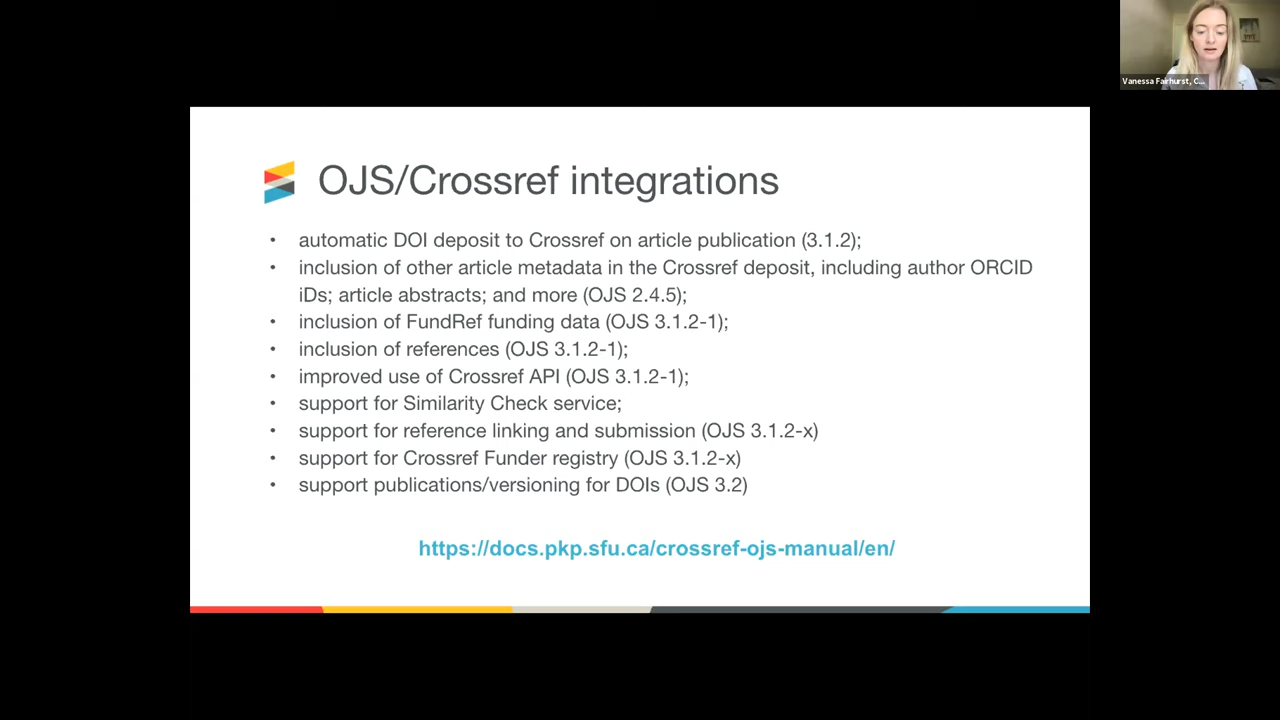 Vanessa Fairhurst, C...
OJS/Crossref integrations
• automatic DOI deposit to Crossref on article publication (3.1.2);
• inclusion of other article metadata in the Crossref deposit, including author ORCID
iDs; article abstracts; and more (OJS 2.4.5);
• inclusion of FundRef funding data (OJS 3.1.2-1);
• inclusion of references (OJS 3.1.2-1);
• improved use of Crossref API (OJS 3.1.2-1);
• support for Similarity Check service;
• support for reference linking and submission (OJS 3.1.2-x)
• support for Crossref Funder registry (OJS 3.1.2-x)
• support publications/versioning for DOIs (OJS 3.2)
https://docs.pkp.sfu.ca/crossref-ojs-manual/en/